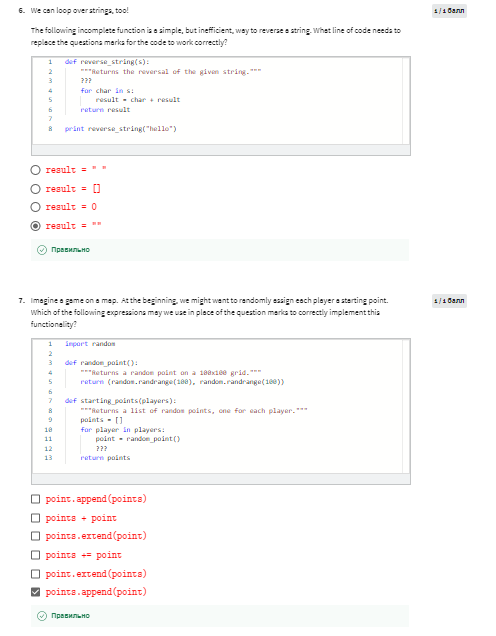 6. We can loop over strings, too!
1 / 1 балл
The following incomplete function is a simple, but inefficient, way to reverse a string. What line of code needs to
replace the questions marks for the code to work correctly?
1 def reverse_string(s):
2 """Returns the reversal of the given string."""
3 ???
4 for char in s:
5 result = char + result
6 return result
7
8 print reverse_string("hello")
result = " "
result = []
result = 0
result = ""
Правильно
7. Imagine a game on a map. At the beginning, we might want to randomly assign each player a starting point.
1 / 1 балл
Which of the following expressions may we use in place of the question marks to correctly implement this
functionality?
1 import random
2
3 def random_point():
4 """Returns a random point on a 100x100 grid."""
5 return (random.randrange(100), random.randrange(100))
6
7 def starting_points(players):
8 """Returns a list of random points, one for each player."""
9 points = []
10 for player in players:
11 point = random_point()
12 ???
13 return points
point.append(points)
points + point
points.extend(point)
points += point
point.extend(points)
points.append(point)
Правильно